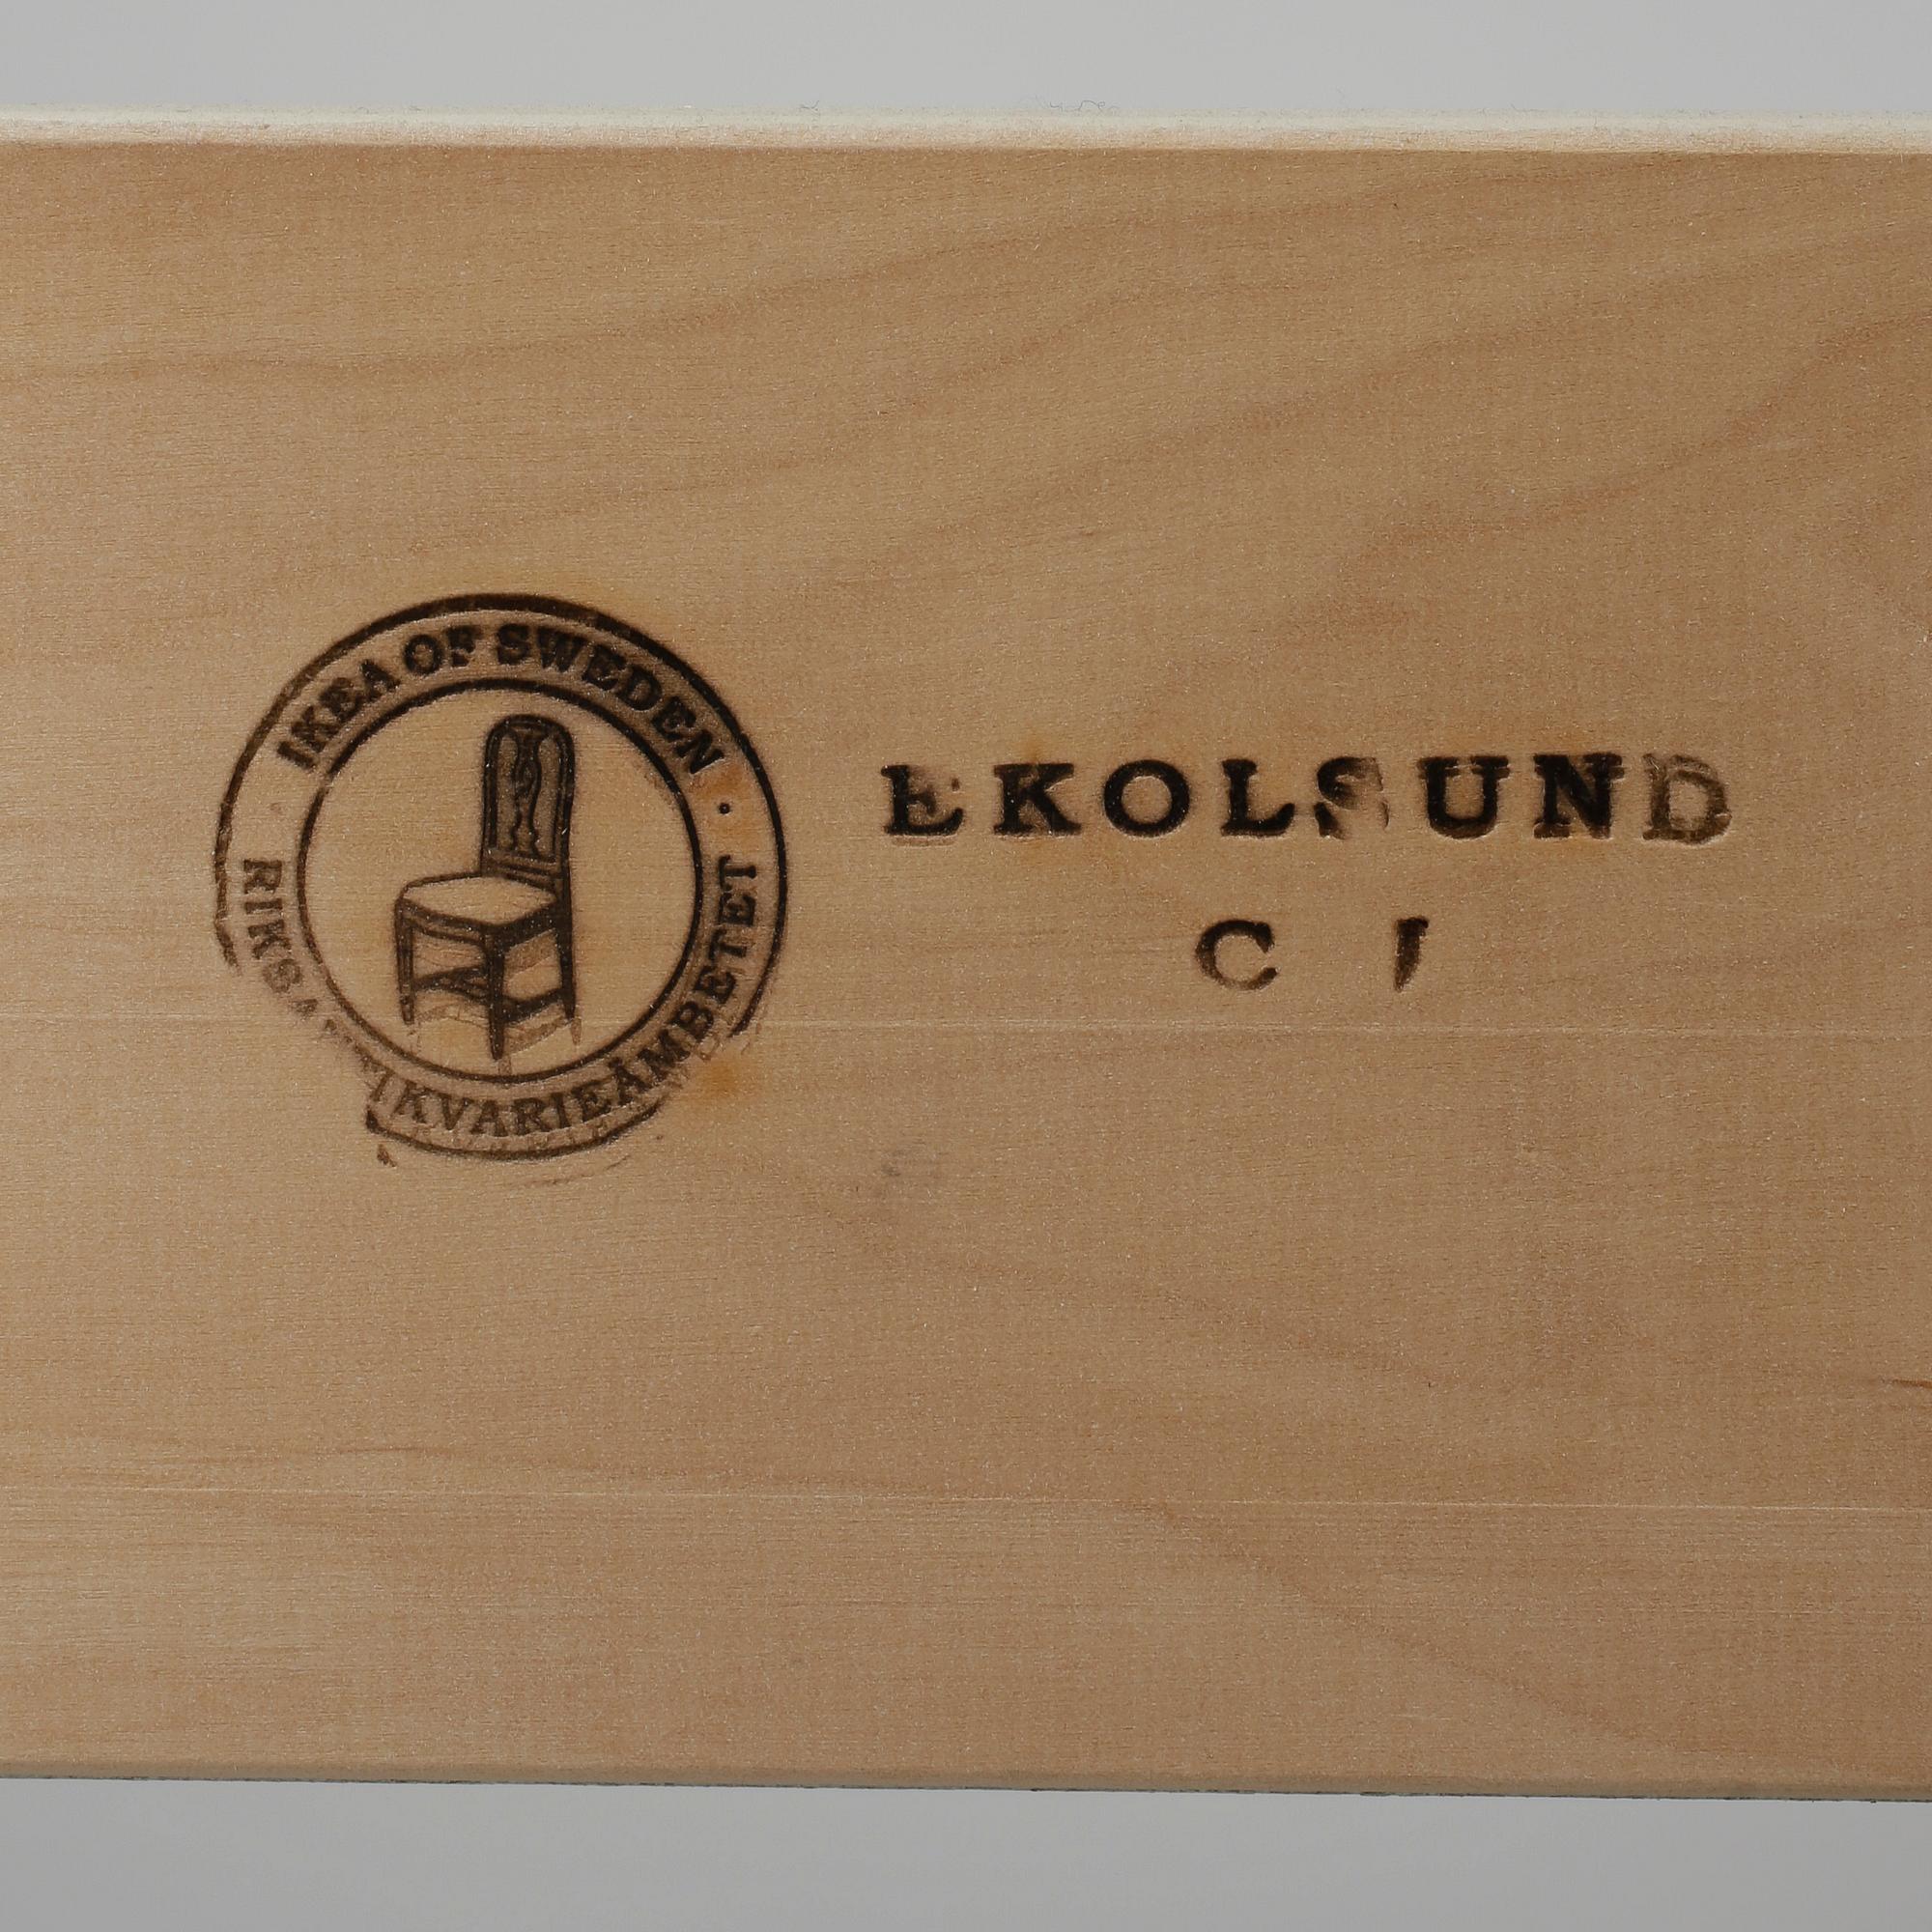 IKEA OF SWEDEN ·
RIKSANTIKVARIEÄMBETET
EKOLSUND
C I